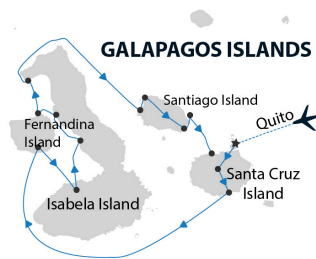 GALAPAGOS ISLANDS
Santiago Island
Quito
Fernandina
Island
Santa Cruz
Island
Isabela Island